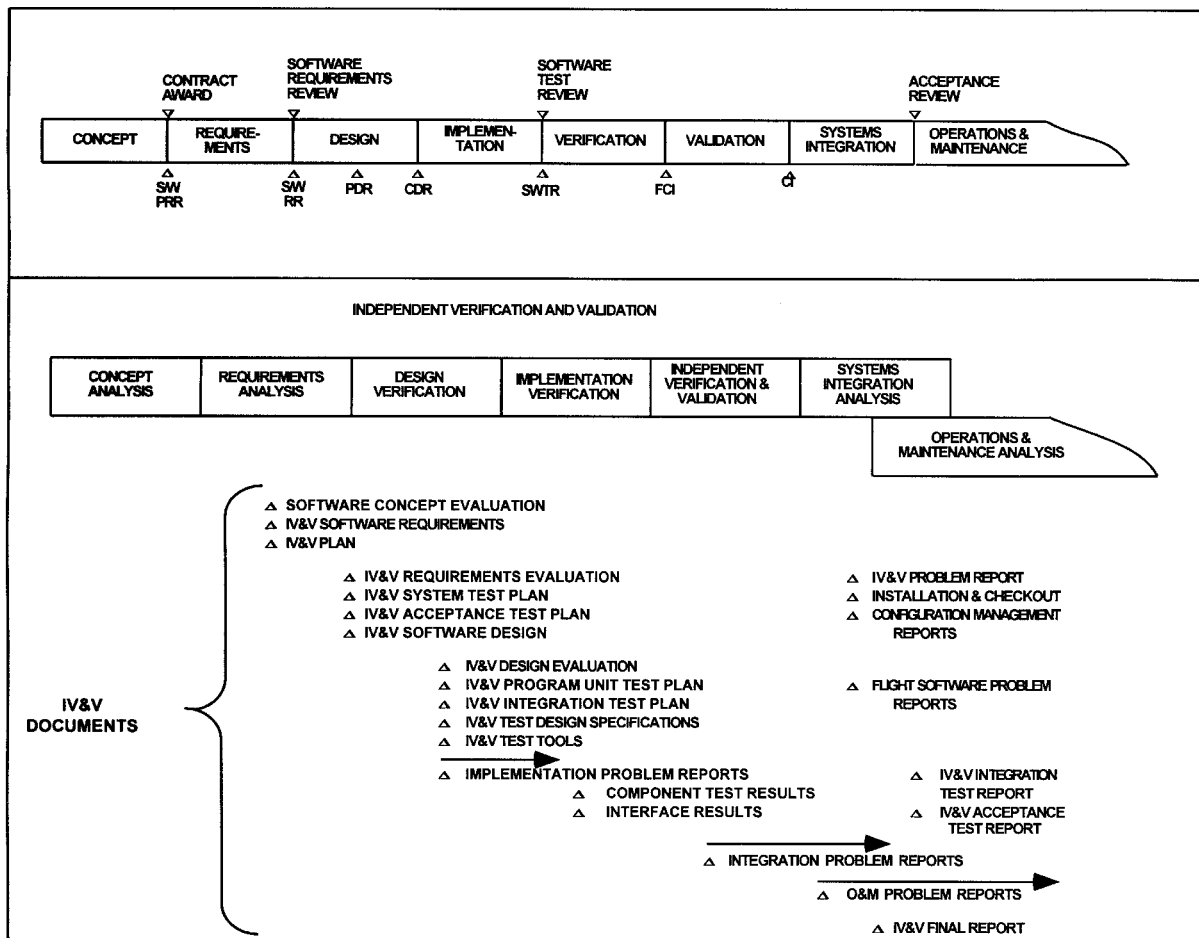 CONTRACT
AWARD
SOFTWARE
REQUIREMENTS
REVIEW
SOFTWARE
TEST
REVIEW
ACCEPTANCE
REVIEW
CONCEPT
REQUIRE-
MENTS
DESIGN
IMPLEMEN-
TATION
VERIFICATION
VALIDATION
SYSTEMS
INTEGRATION
OPERATIONS &
MAINTENANCE
SW
PRR
SW
RR
PDR
CDR
SWTR
FCI
CI
INDEPENDENT VERIFICATION AND VALIDATION
CONCEPT
ANALYSIS
REQUIREMENTS
ANALYSIS
DESIGN
VERIFICATION
IMPLEMENTATION
VERIFICATION
INDEPENDENT
VERIFICATION &
VALIDATION
SYSTEMS
INTEGRATION
ANALYSIS
OPERATIONS &
MAINTENANCE ANALYSIS
IV&V
DOCUMENTS
SOFTWARE CONCEPT EVALUATION
IV&V SOFTWARE REQUIREMENTS
IV&V PLAN
IV&V REQUIREMENTS EVALUATION
IV&V SYSTEM TEST PLAN
IV&V ACCEPTANCE TEST PLAN
IV&V SOFTWARE DESIGN
IV&V PROBLEM REPORT
INSTALLATION & CHECKOUT
CONFIGURATION MANAGEMENT
REPORTS
IV&V DESIGN EVALUATION
IV&V PROGRAM UNIT TEST PLAN
IV&V INTEGRATION TEST PLAN
IV&V TEST DESIGN SPECIFICATIONS
IV&V TEST TOOLS
FLIGHT SOFTWARE PROBLEM
REPORTS
IMPLEMENTATION PROBLEM REPORTS
COMPONENT TEST RESULTS
INTERFACE RESULTS
IV&V INTEGRATION
TEST REPORT
IV&V ACCEPTANCE
TEST REPORT
INTEGRATION PROBLEM REPORTS
O&M PROBLEM REPORTS
IV&V FINAL REPORT